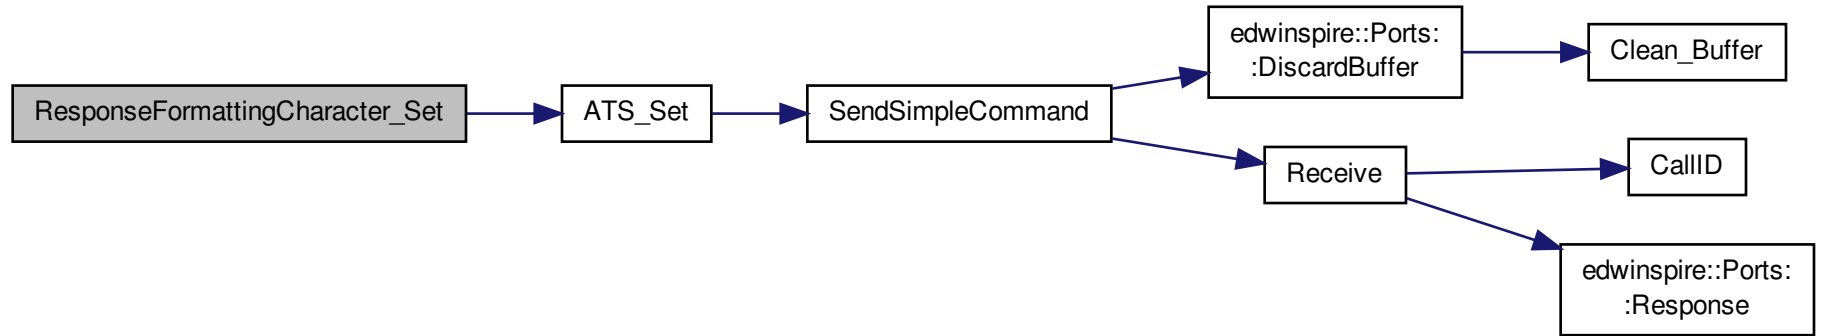 ResponseFormattingCharacter_Set
ATS_Set
SendSimpleCommand
edwinspire::Ports:
:DiscardBuffer
Clean_Buffer
Receive
CallID
edwinspire::Ports:
:Response